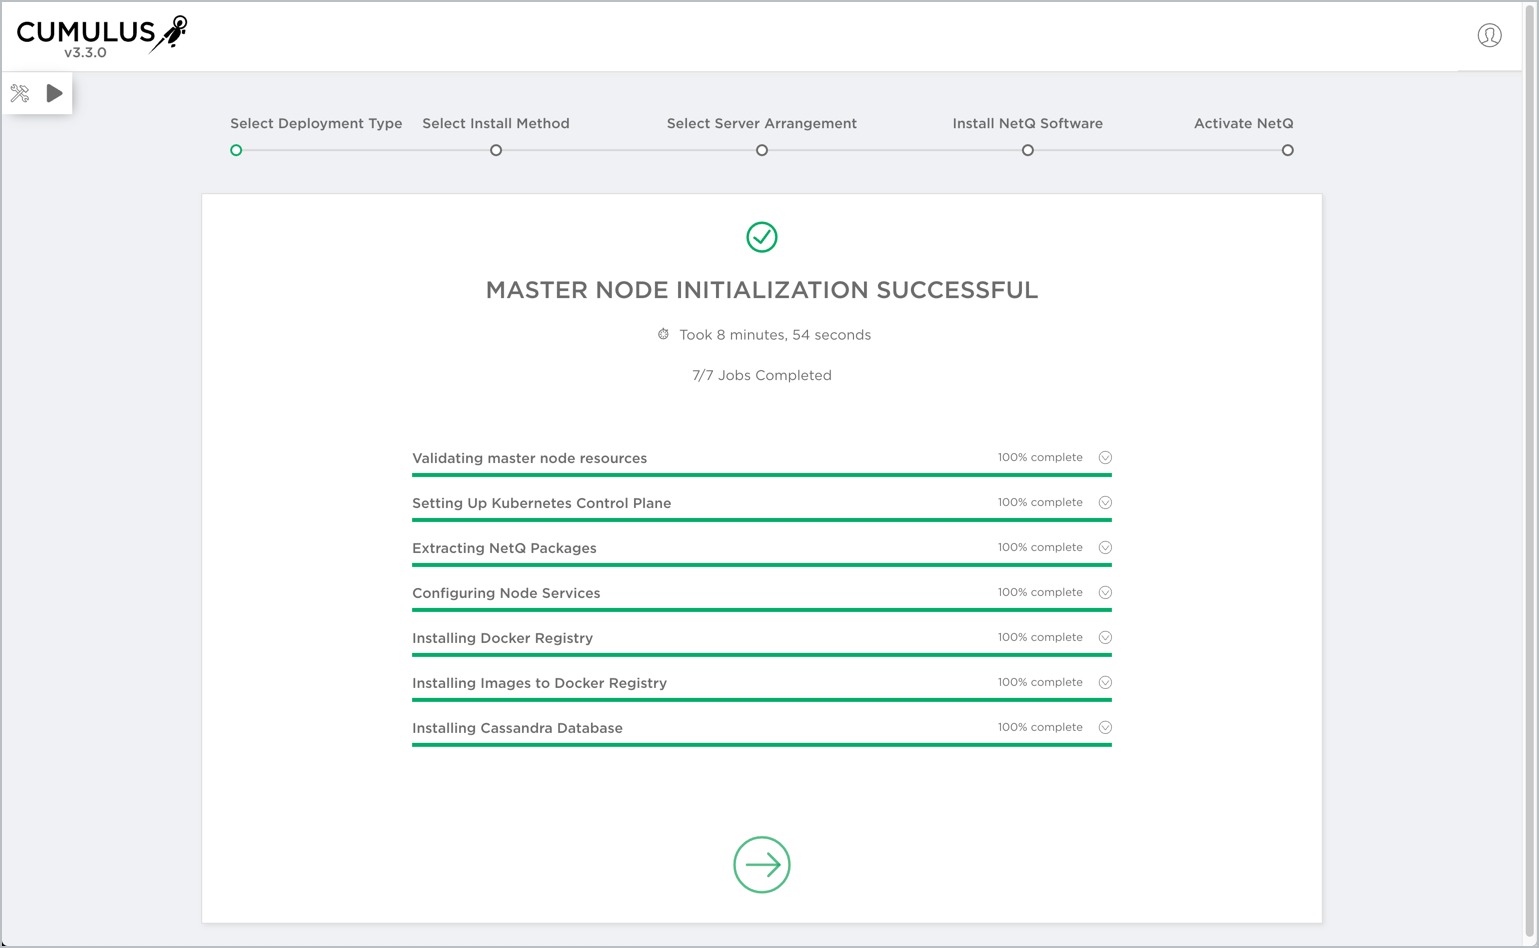 CUMULUS
v3.3.0
Select Deployment Type
Select Install Method
Select Server Arrangement
Install NetQ Software
Activate NetQ
MASTER NODE INITIALIZATION SUCCESSFUL
Took 8 minutes, 54 seconds
7/7 Jobs Completed
Validating master node resources 100% complete
Setting Up Kubernetes Control Plane 100% complete
Extracting NetQ Packages 100% complete
Configuring Node Services 100% complete
Installing Docker Registry 100% complete
Installing Images to Docker Registry 100% complete
Installing Cassandra Database 100% complete